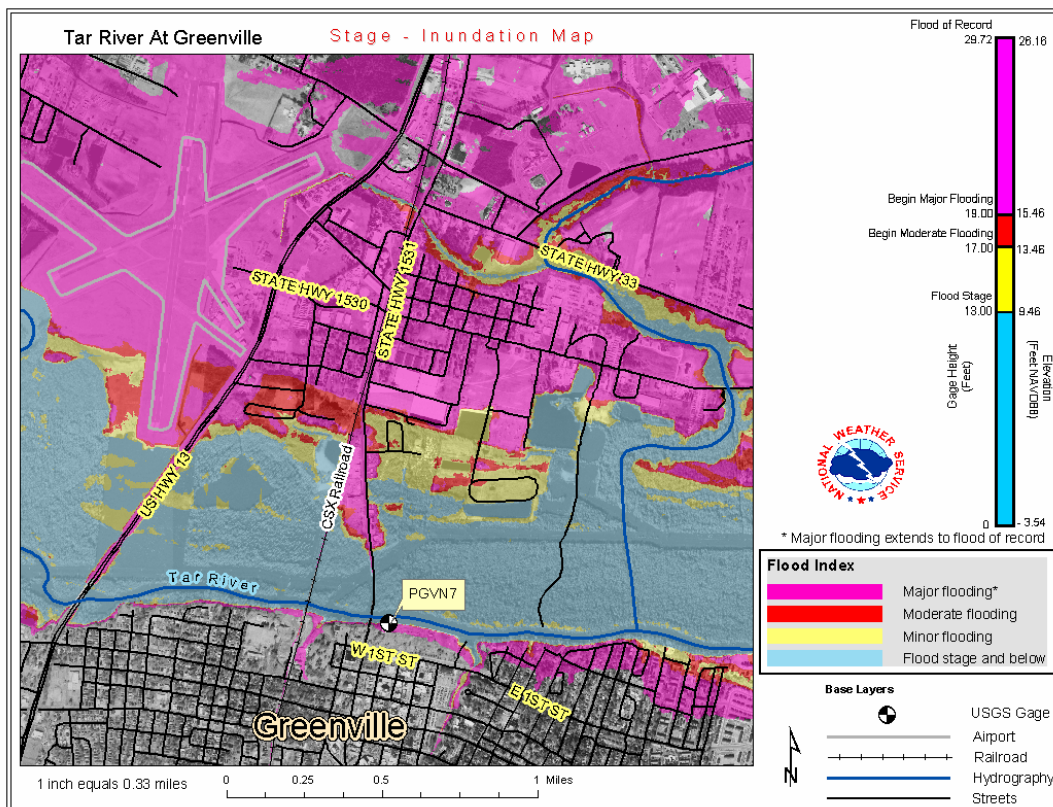 Tar River At Greenville
Stage - Inundation Map
Flood of Record
29.72
26.16
Begin Major Flooding
19.00
15.46
Begin Moderate Flooding
17.00
13.46
Flood Stage
13.00
9.46
Gage Height
(Feet)
Elevation
(Feet NAVD88)
0
- 3.54
NATIONAL WEATHER SERVICE
* Major flooding extends to flood of record
Flood Index
Major flooding*
Moderate flooding
Minor flooding
Flood stage and below
Base Layers
USGS Gage
Airport
Railroad
Hydrography
Streets
N
STATE HWY 33
STATE HWY 1530
STATE HWY 1531
US HWY 13
CSX Railroad
Tar River
PGVN7
W 1ST ST
E 1ST ST
Greenville
1 inch equals 0.33 miles
0 0.25 0.5 1 Miles